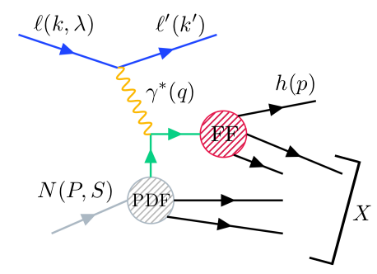 ℓ(k, λ)
ℓ′(k′)
γ*(q)
h(p)
FF
N(P, S)
PDF
X